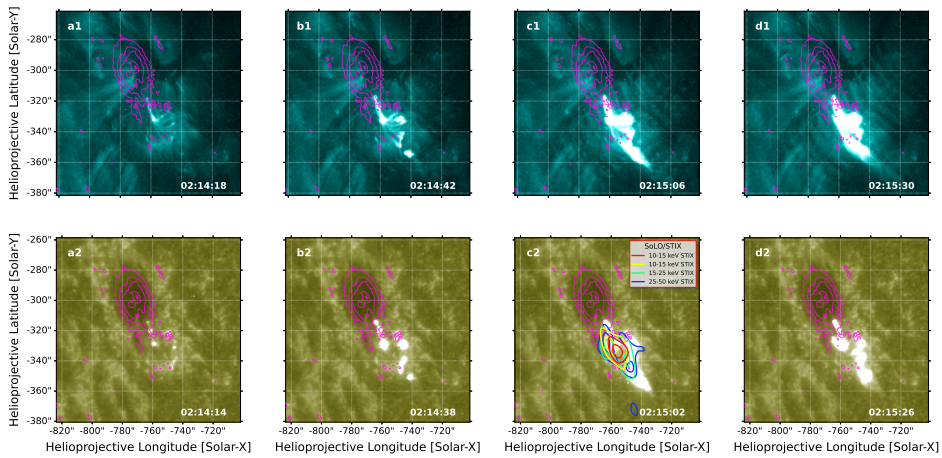 a1
b1
c1
d1
Helioprojective Latitude [Solar-Y]
-280"
-300"
-320"
-340"
-360"
-380"
02:14:18
02:14:42
02:15:06
02:15:30
a2
b2
c2
d2
SoLO/STIX
10-15 keV STIX
10-15 keV STIX
15-25 keV STIX
25-50 keV STIX
Helioprojective Latitude [Solar-Y]
-260"
-280"
-300"
-320"
-340"
-360"
-380"
02:14:14
02:14:38
02:15:02
02:15:26
-820" -800" -780" -760" -740" -720"
-820" -800" -780" -760" -740" -720"
-820" -800" -780" -760" -740" -720"
-820" -800" -780" -760" -740" -720"
Helioprojective Longitude [Solar-X]
Helioprojective Longitude [Solar-X]
Helioprojective Longitude [Solar-X]
Helioprojective Longitude [Solar-X]